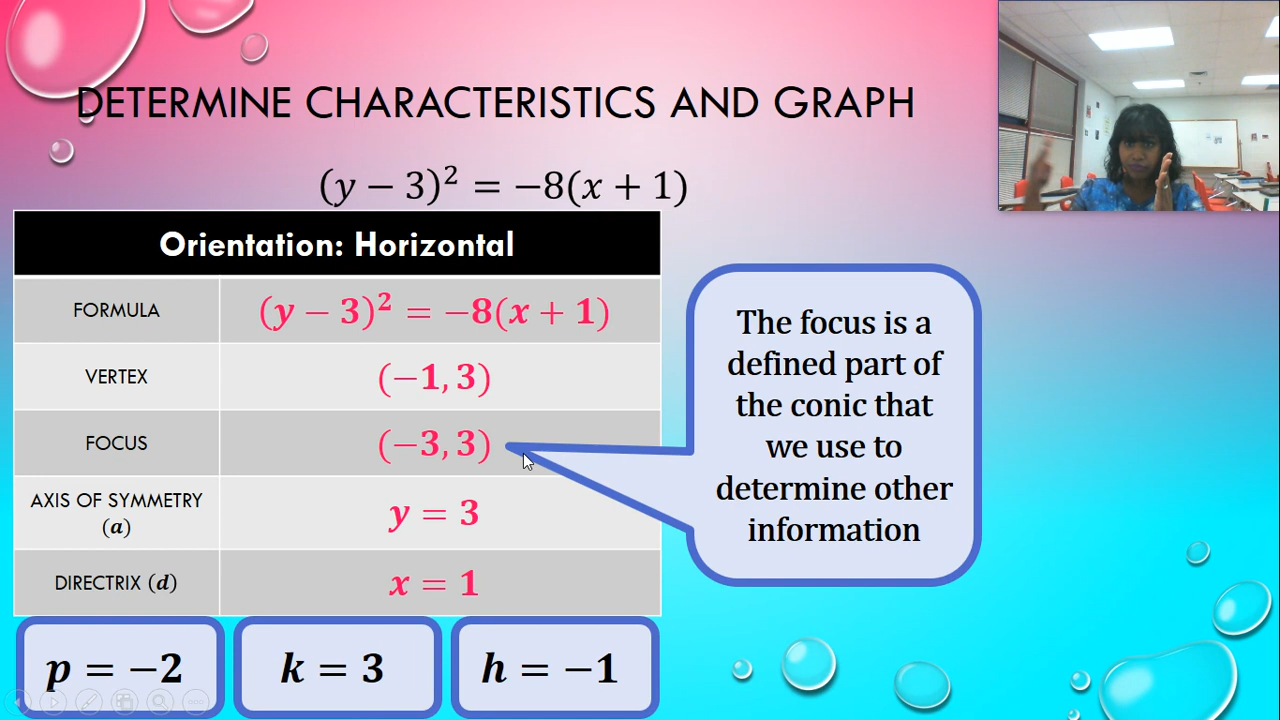 DETERMINE CHARACTERISTICS AND GRAPH
(y − 3)² = −8(x + 1)
Orientation: Horizontal
FORMULA
(y − 3)² = −8(x + 1)
VERTEX
(−1, 3)
FOCUS
(−3, 3)
AXIS OF SYMMETRY
(a)
y = 3
DIRECTRIX (d)
x = 1
p = −2
k = 3
h = −1
The focus is a
defined part of
the conic that
we use to
determine other
information